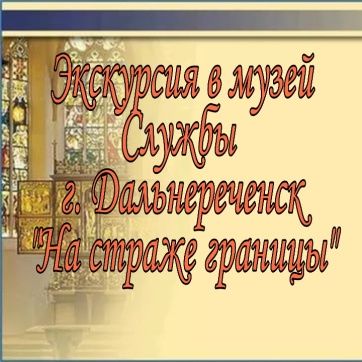 Экскурсия в музей
Службы
г. Дальнереченск
"На страже границы"